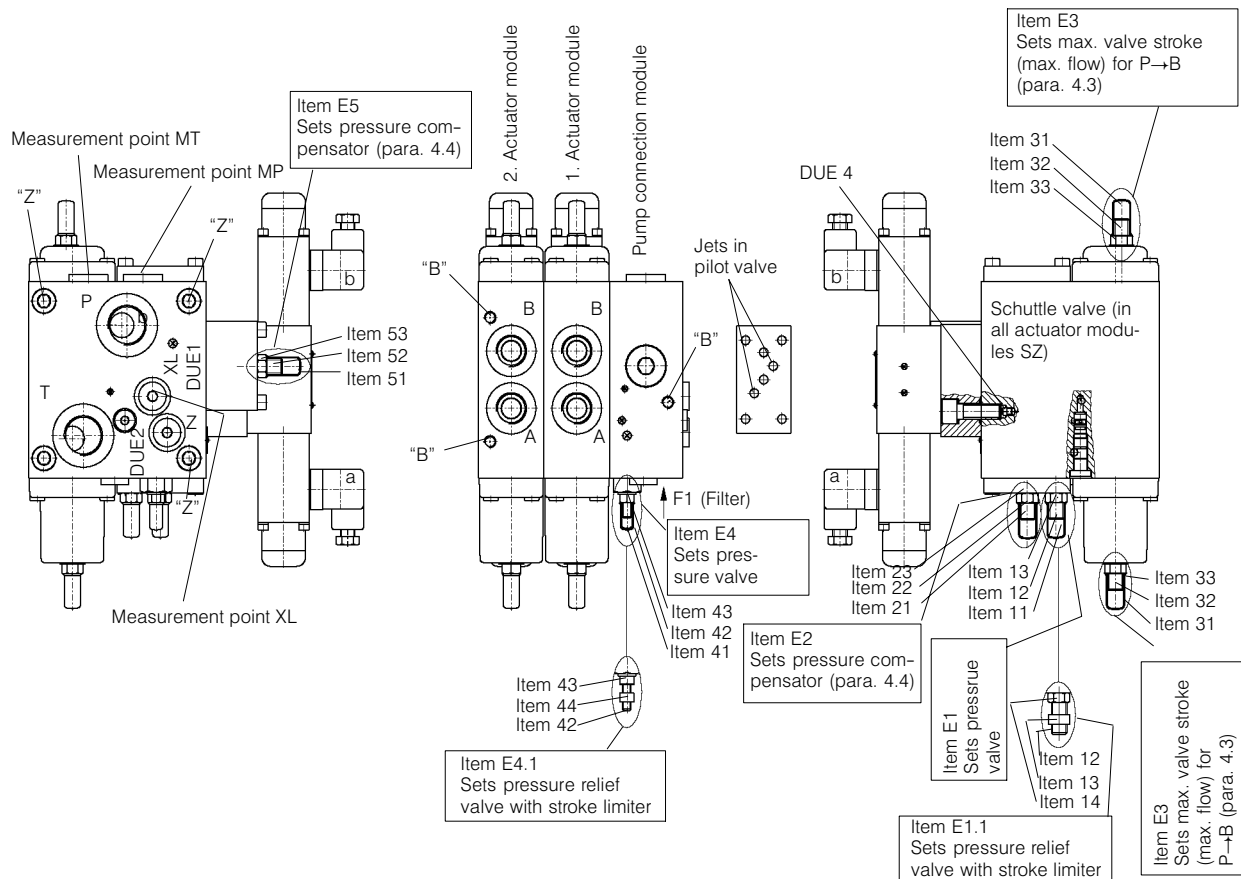 Item E3
Sets max. valve stroke
(max. flow) for P→B
(para. 4.3)
Item 31
Item 32
Item 33
DUE 4
2. Actuator module
1. Actuator module
Pump connection module
Item E5
Sets pressure com-
pensator (para. 4.4)
Measurement point MT
Measurement point MP
"Z"
"Z"
b
P
D
XL
DUE1
T
Z
DUE2
"Z"
a
Item 53
Item 52
Item 51
Measurement point XL
"B"
B
B
A
A
"B"
"B"
Jets in
pilot valve
F1 (Filter)
Item E4
Sets pres-
sure valve
Item 43
Item 42
Item 41
Item 43
Item 44
Item 42
Item E4.1
Sets pressure relief
valve with stroke limiter
b
a
Schuttle valve (in
all actuator modu-
les SZ)
Item 23
Item 22
Item 21
Item 13
Item 12
Item 11
Item 33
Item 32
Item 31
Item E2
Sets pressure com-
pensator (para. 4.4)
Item E1
Sets pressrue
valve
Item 12
Item 13
Item 14
Item E1.1
Sets pressure relief
valve with stroke limiter
Item E3
Sets max. valve stroke
(max. flow) for
P→B (para. 4.3)